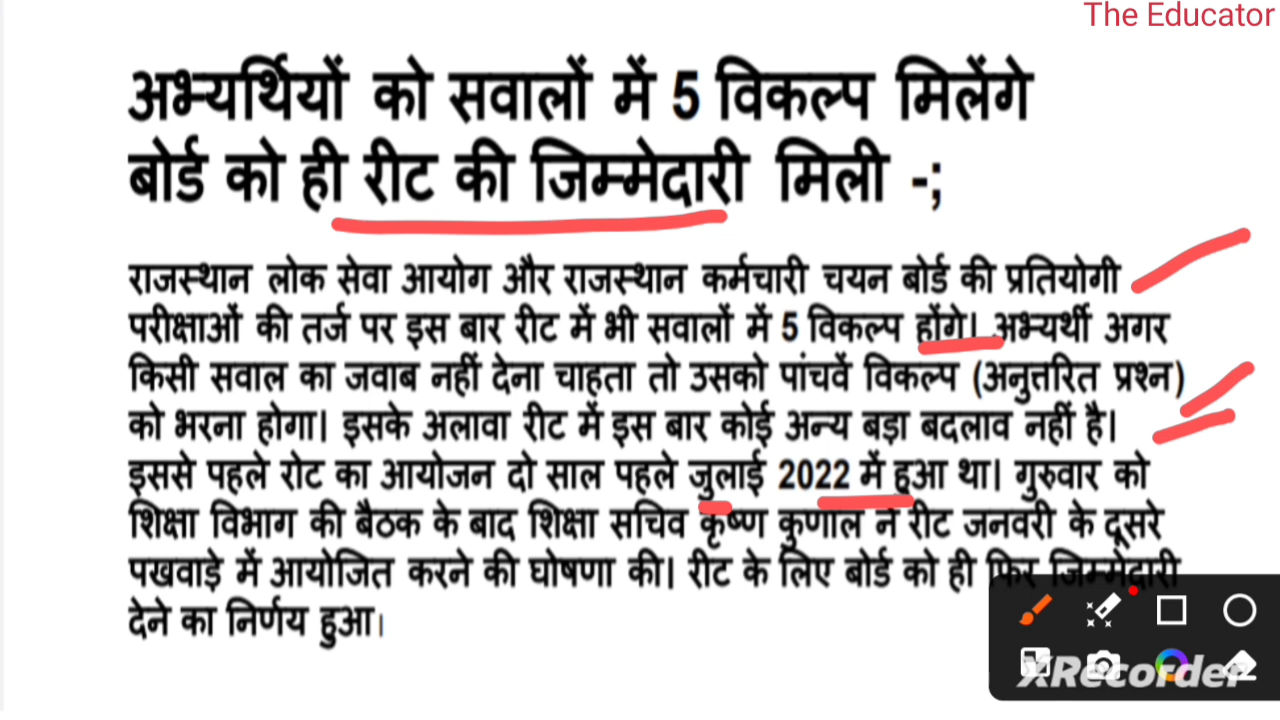 The Educator
अभ्यर्थियों को सवालों में 5 विकल्प मिलेंगे
बोर्ड को ही रीट की जिम्मेदारी मिली -;
राजस्थान लोक सेवा आयोग और राजस्थान कर्मचारी चयन बोर्ड की प्रतियोगी
परीक्षाओं की तर्ज पर इस बार रीट में भी सवालों में 5 विकल्प होंगे। अभ्यर्थी अगर
किसी सवाल का जवाब नहीं देना चाहता तो उसको पांचवें विकल्प (अनुत्तरित प्रश्न)
को भरना होगा। इसके अलावा रीट में इस बार कोई अन्य बड़ा बदलाव नहीं है।
इससे पहले रोट का आयोजन दो साल पहले जुलाई 2022 में हुआ था। गुरुवार को
शिक्षा विभाग की बैठक के बाद शिक्षा सचिव कृष्ण कुणाल ने रीट जनवरी के दूसरे
पखवाड़े में आयोजित करने की घोषणा की। रीट के लिए बोर्ड को ही फिर जिम्मेदारी
देने का निर्णय हुआ।
XRecorder